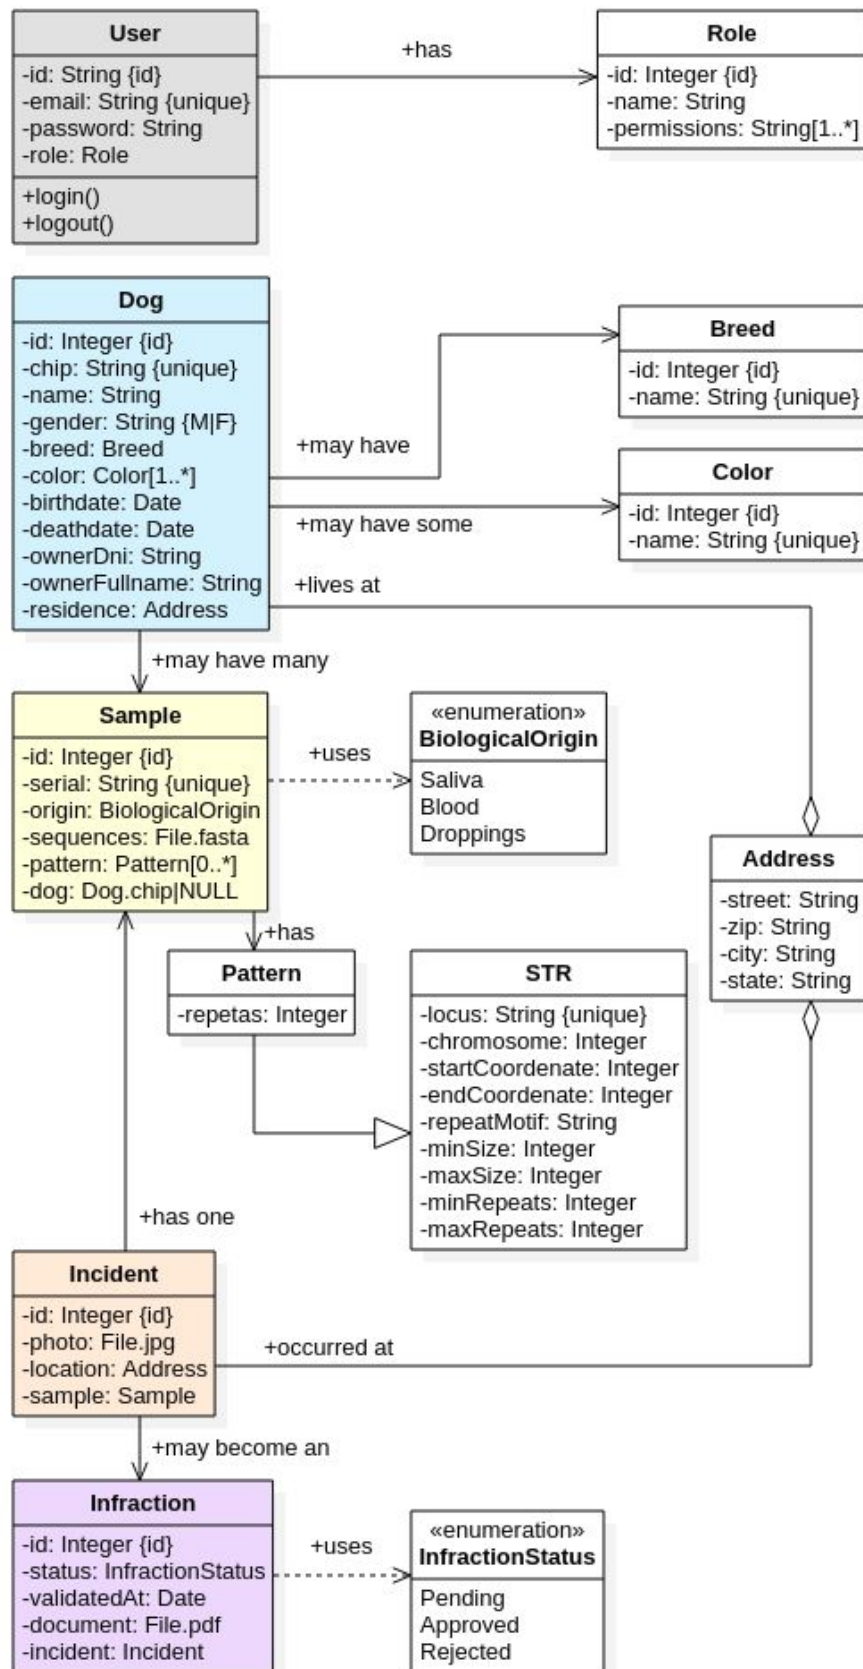 User
-id: String {id}
-email: String {unique}
-password: String
-role: Role
+login()
+logout()
+has
Role
-id: Integer {id}
-name: String
-permissions: String[1..*]
Dog
-id: Integer {id}
-chip: String {unique}
-name: String
-gender: String {M|F}
-breed: Breed
-color: Color[1..*]
-birthdate: Date
-deathdate: Date
-ownerDni: String
-ownerFullname: String
-residence: Address
+may have
Breed
-id: Integer {id}
-name: String {unique}
+may have some
Color
-id: Integer {id}
-name: String {unique}
+lives at
+may have many
Sample
-id: Integer {id}
-serial: String {unique}
-origin: BiologicalOrigin
-sequences: File.fasta
-pattern: Pattern[0..*]
-dog: Dog.chip|NULL
+uses
«enumeration»
BiologicalOrigin
Saliva
Blood
Droppings
Address
-street: String
-zip: String
-city: String
-state: String
+has
Pattern
-repetas: Integer
STR
-locus: String {unique}
-chromosome: Integer
-startCoordenate: Integer
-endCoordenate: Integer
-repeatMotif: String
-minSize: Integer
-maxSize: Integer
-minRepeats: Integer
-maxRepeats: Integer
+has one
Incident
-id: Integer {id}
-photo: File.jpg
-location: Address
-sample: Sample
+occurred at
+may become an
Infraction
-id: Integer {id}
-status: InfractionStatus
-validatedAt: Date
-document: File.pdf
-incident: Incident
+uses
«enumeration»
InfractionStatus
Pending
Approved
Rejected